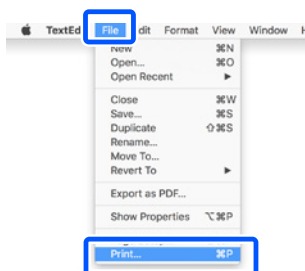 TextEd File dit Format View Window
New ⌘N
Open... ⌘O
Open Recent ▶
Close ⌘W
Save... ⌘S
Duplicate ⇧⌘S
Rename...
Move To...
Revert To ▶
Export as PDF...
Show Properties ⌥⌘P
Print... ⌘P